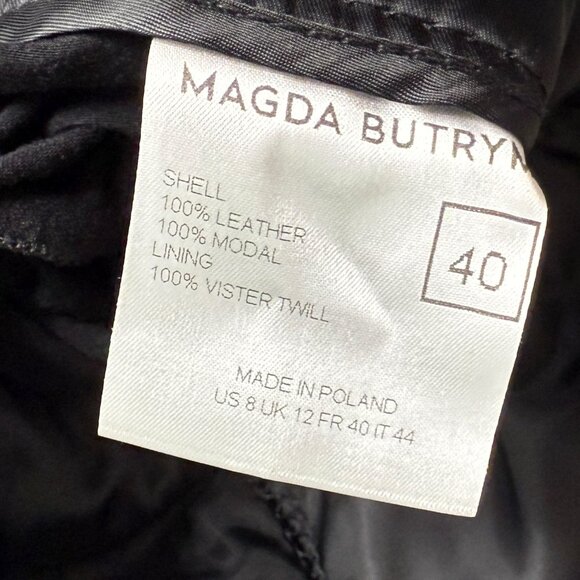 MAGDA BUTRYM
SHELL
100% LEATHER
100% MODAL
LINING
100% VISTER TWILL
40
MADE IN POLAND
US 8 UK 12 FR 40 IT 44